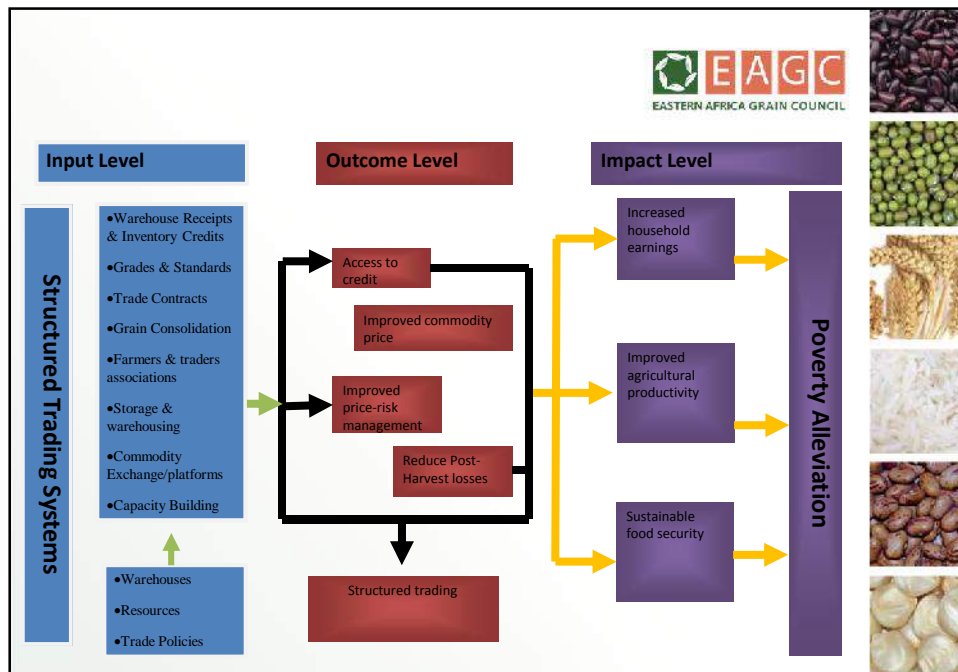 EAGC
EASTERN AFRICA GRAIN COUNCIL
Input Level
Outcome Level
Impact Level
Structured Trading Systems
•Warehouse Receipts
& Inventory Credits
•Grades & Standards
•Trade Contracts
•Grain Consolidation
•Farmers & traders
associations
•Storage &
warehousing
•Commodity
Exchange/platforms
•Capacity Building
•Warehouses
•Resources
•Trade Policies
Access to
credit
Improved commodity
price
Improved
price-risk
management
Reduce Post-
Harvest losses
Structured trading
Increased
household
earnings
Improved
agricultural
productivity
Sustainable
food security
Poverty Alleviation